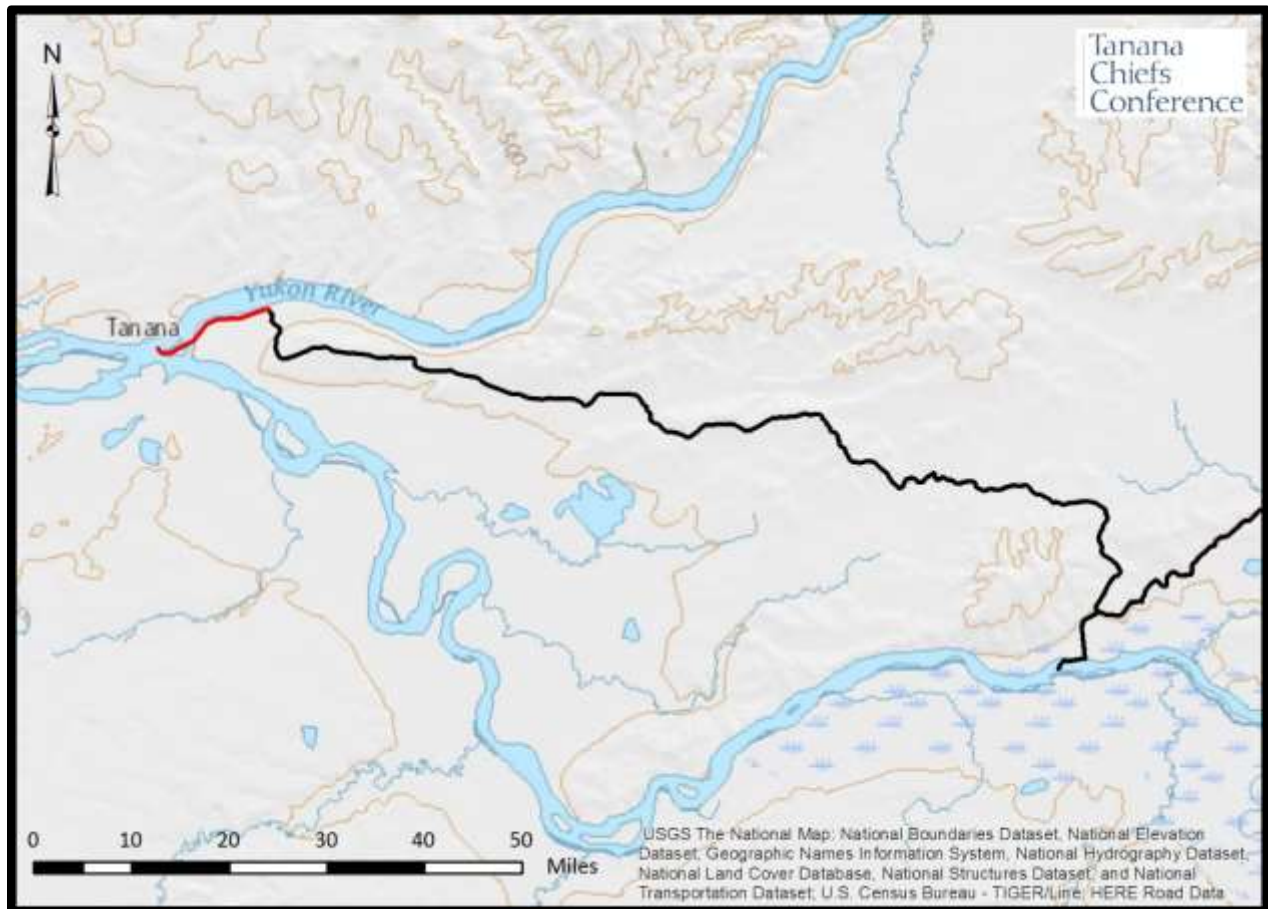 N
Tanana
Chiefs
Conference
500
Yukon River
Tanana
0 10 20 30 40 50
Miles
USGS The National Map: National Boundaries Dataset, National Elevation
Dataset, Geographic Names Information System, National Hydrography Dataset,
National Land Cover Database, National Structures Dataset, and National
Transportation Dataset; U.S. Census Bureau - TIGER/Line; HERE Road Data